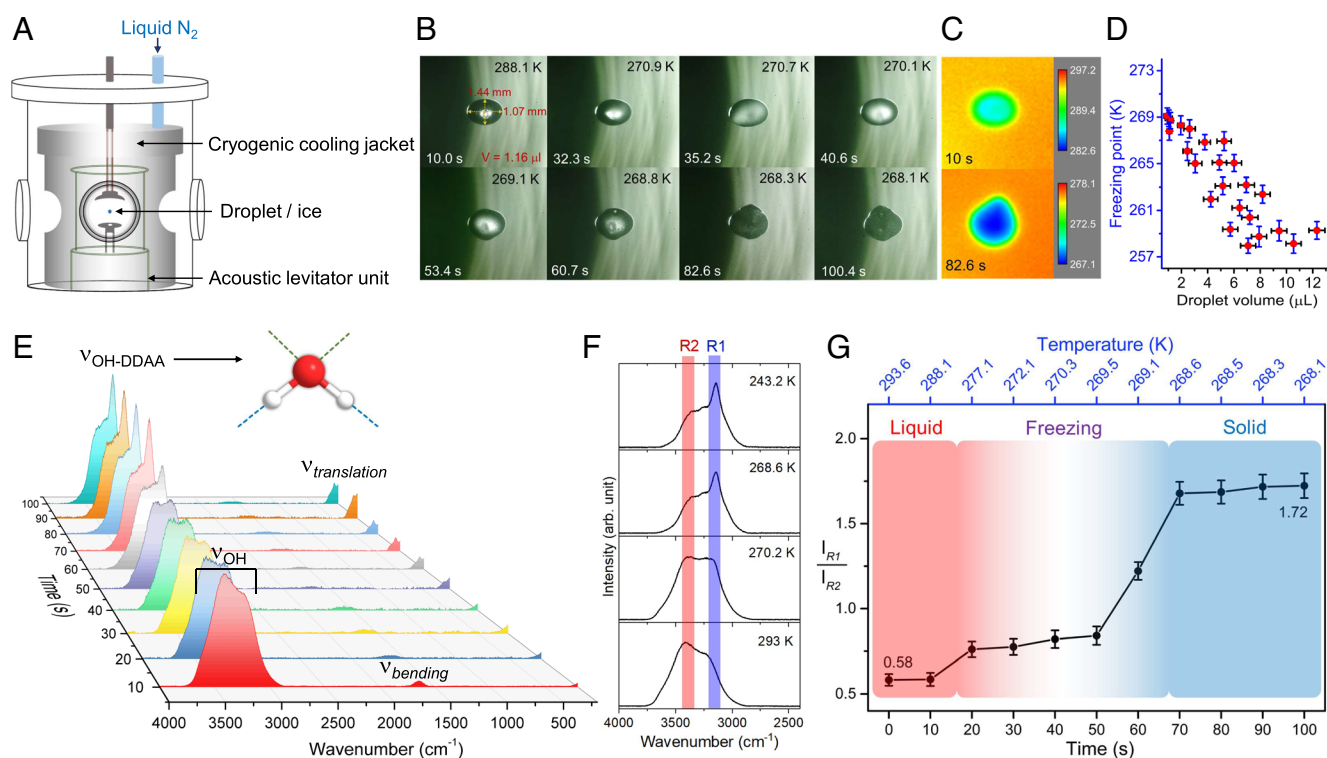 A
Liquid N2
Cryogenic cooling jacket
Droplet / ice
Acoustic levitator unit
B
288.1 K
1.44 mm
1.07 mm
V = 1.16 μl
10.0 s
270.9 K
32.3 s
270.7 K
35.2 s
270.1 K
40.6 s
269.1 K
53.4 s
268.8 K
60.7 s
268.3 K
82.6 s
268.1 K
100.4 s
C
10 s
297.2
289.4
282.6
82.6 s
278.1
272.5
267.1
D
Freezing point (K)
273
269
265
261
257
2 4 6 8 10 12
Droplet volume (μL)
E
νOH-DDAA
νtranslation
νOH
νbending
Time (s)
100
90
80
70
60
50
40
30
20
10
4000 3500 3000 2500 2000 1500 1000 500
Wavenumber (cm-1)
F
R2 R1
243.2 K
268.6 K
270.2 K
293 K
Intensity (arb. unit)
4000 3500 3000 2500
Wavenumber (cm-1)
G
Temperature (K)
293.6 288.1 277.1 272.1 270.3 269.5 269.1 268.6 268.5 268.3 268.1
Liquid Freezing Solid
2.0
1.5
1.0
0.5
IR1
IR2
0.58
1.72
0 10 20 30 40 50 60 70 80 90 100
Time (s)